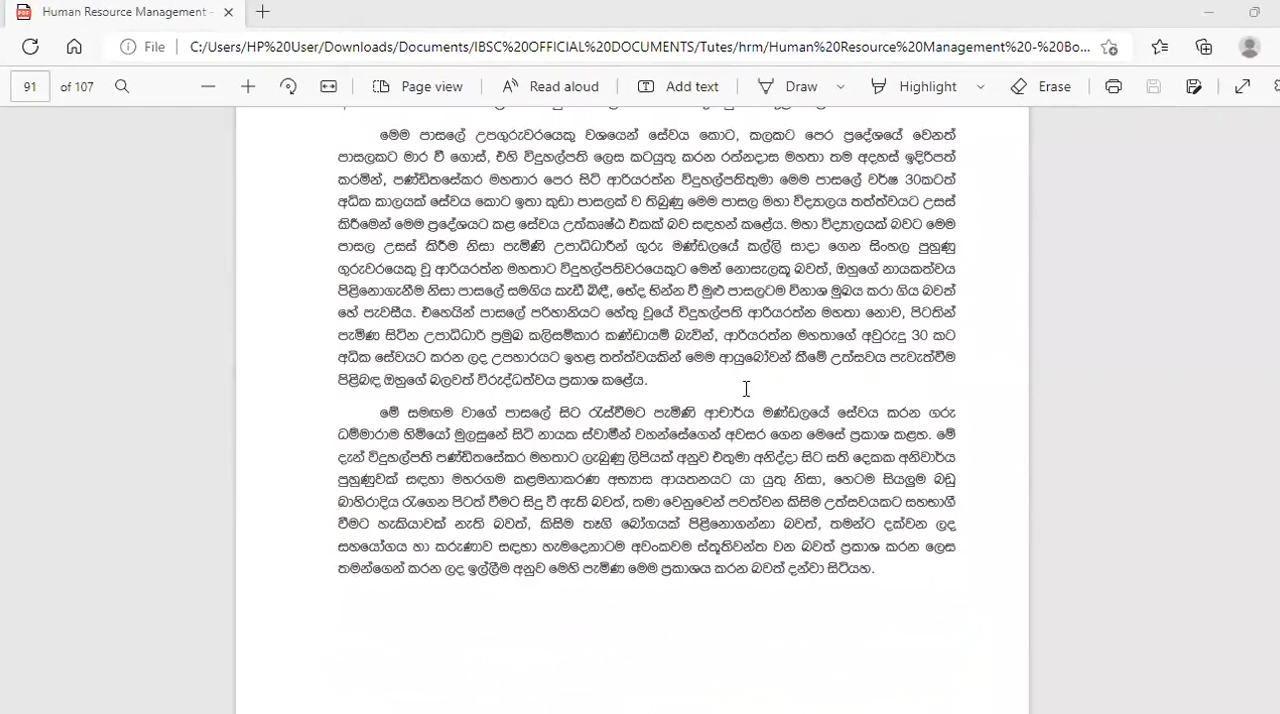 Human Resource Management -
File
C:/Users/HP%20User/Downloads/Documents/IBSC%20OFFICIAL%20DOCUMENTS/Tutes/hrm/Human%20Resource%20Management%20-%20Bo...
91 of 107
Page view
Read aloud
Add text
Draw
Highlight
Erase
මෙම පාසලේ උපගුරුවරයෙකු වශයෙන් සේවය කොට, කලකට පෙර ප්‍රදේශයේ වෙනත්
පාසලකට මාර වී ගොස්, එහි විදුහල්පති ලෙස කටයුතු කරන රත්නදාස මහතා තම අදහස් ඉදිරිපත්
කරමින්, පණ්ඩිතසේකර මහතාර පෙර සිටි ආරියරත්න විදුහල්පතිතුමා මෙම පාසලේ වර්ෂ 30කටත්
අධික කාලයක් සේවය කොට ඉතා කුඩා පාසලක් ව තිබුණු මෙම පාසල මහා විද්‍යාලය තත්ත්වයට උසස්
කිරීමෙන් මෙම ප්‍රදේශයට කළ සේවය උත්කෘෂ්ඨ එකක් බව සඳහන් කළේය. මහා විද්‍යාලයක් බවට මෙම
පාසල උසස් කිරීම නිසා පැමිණි උපාධිධාරීන් ගුරු මණ්ඩලයේ කල්ලි සාදා ගෙන සිංහල පුහුණු
ගුරුවරයෙකු වූ ආරියරත්න මහතාට විදුහල්පතිවරයෙකුට මෙන් නොසැලකූ බවත්, ඔහුගේ නායකත්වය
පිළිනොගැනීම නිසා පාසලේ සමගිය කැඩී බිඳී, භේද භින්න වී මුළු පාසලටම විනාශ මුඛය කරා ගිය බවත්
හේ පැවසීය. එහෙයින් පාසලේ පරිහානියට හේතු වූයේ විදුහල්පති ආරියරත්න මහතා නොව, පිටතින්
පැමිණ සිටින උපාධිධාරි ප්‍රමුඛ කලිසම්කාර කණ්ඩායම් බැවින්, ආරියරත්න මහතාගේ අවුරුදු 30 කට
අධික සේවයට කරන ලද උපහාරයට ඉහළ තත්ත්වයකින් මෙම ආයුබෝවන් කීමේ උත්සවය පැවැත්වීම
පිළිබඳ ඔහුගේ බලවත් විරුද්ධත්වය ප්‍රකාශ කළේය.
මේ සමඟම වාගේ පාසලේ සිට රැස්වීමට පැමිණි ආචාර්ය මණ්ඩලයේ සේවය කරන ගරු
ධම්මාරාම හිමියෝ මුලසුනේ සිටි නායක ස්වාමීන් වහන්සේගෙන් අවසර ගෙන මෙසේ ප්‍රකාශ කළහ. මේ
දැන් විදුහල්පති පණ්ඩිතසේකර මහතාට ලැබුණු ලිපියක් අනුව එතුමා අනිද්දා සිට සති දෙකක අනිවාර්ය
පුහුණුවක් සඳහා මහරගම කළමනාකරණ අභ්‍යාස ආයතනයට යා යුතු නිසා, හෙටම සියලුම බඩු
බාහිරාදිය රැගෙන පිටත් වීමට සිදු වී ඇති බවත්, තමා වෙනුවෙන් පවත්වන කිසිම උත්සවයකට සහභාගී
වීමට හැකියාවක් නැති බවත්, කිසිම තෑගි බෝගයක් පිළිනොගන්නා බවත්, තමන්ට දක්වන ලද
සහයෝගය හා කරුණාව සඳහා හැමදෙනාටම අවංකවම ස්තූතිවන්ත වන බවත් ප්‍රකාශ කරන ලෙස
තමන්ගෙන් කරන ලද ඉල්ලීම අනුව මෙහි පැමිණ මෙම ප්‍රකාශය කරන බවත් දන්වා සිටියහ.